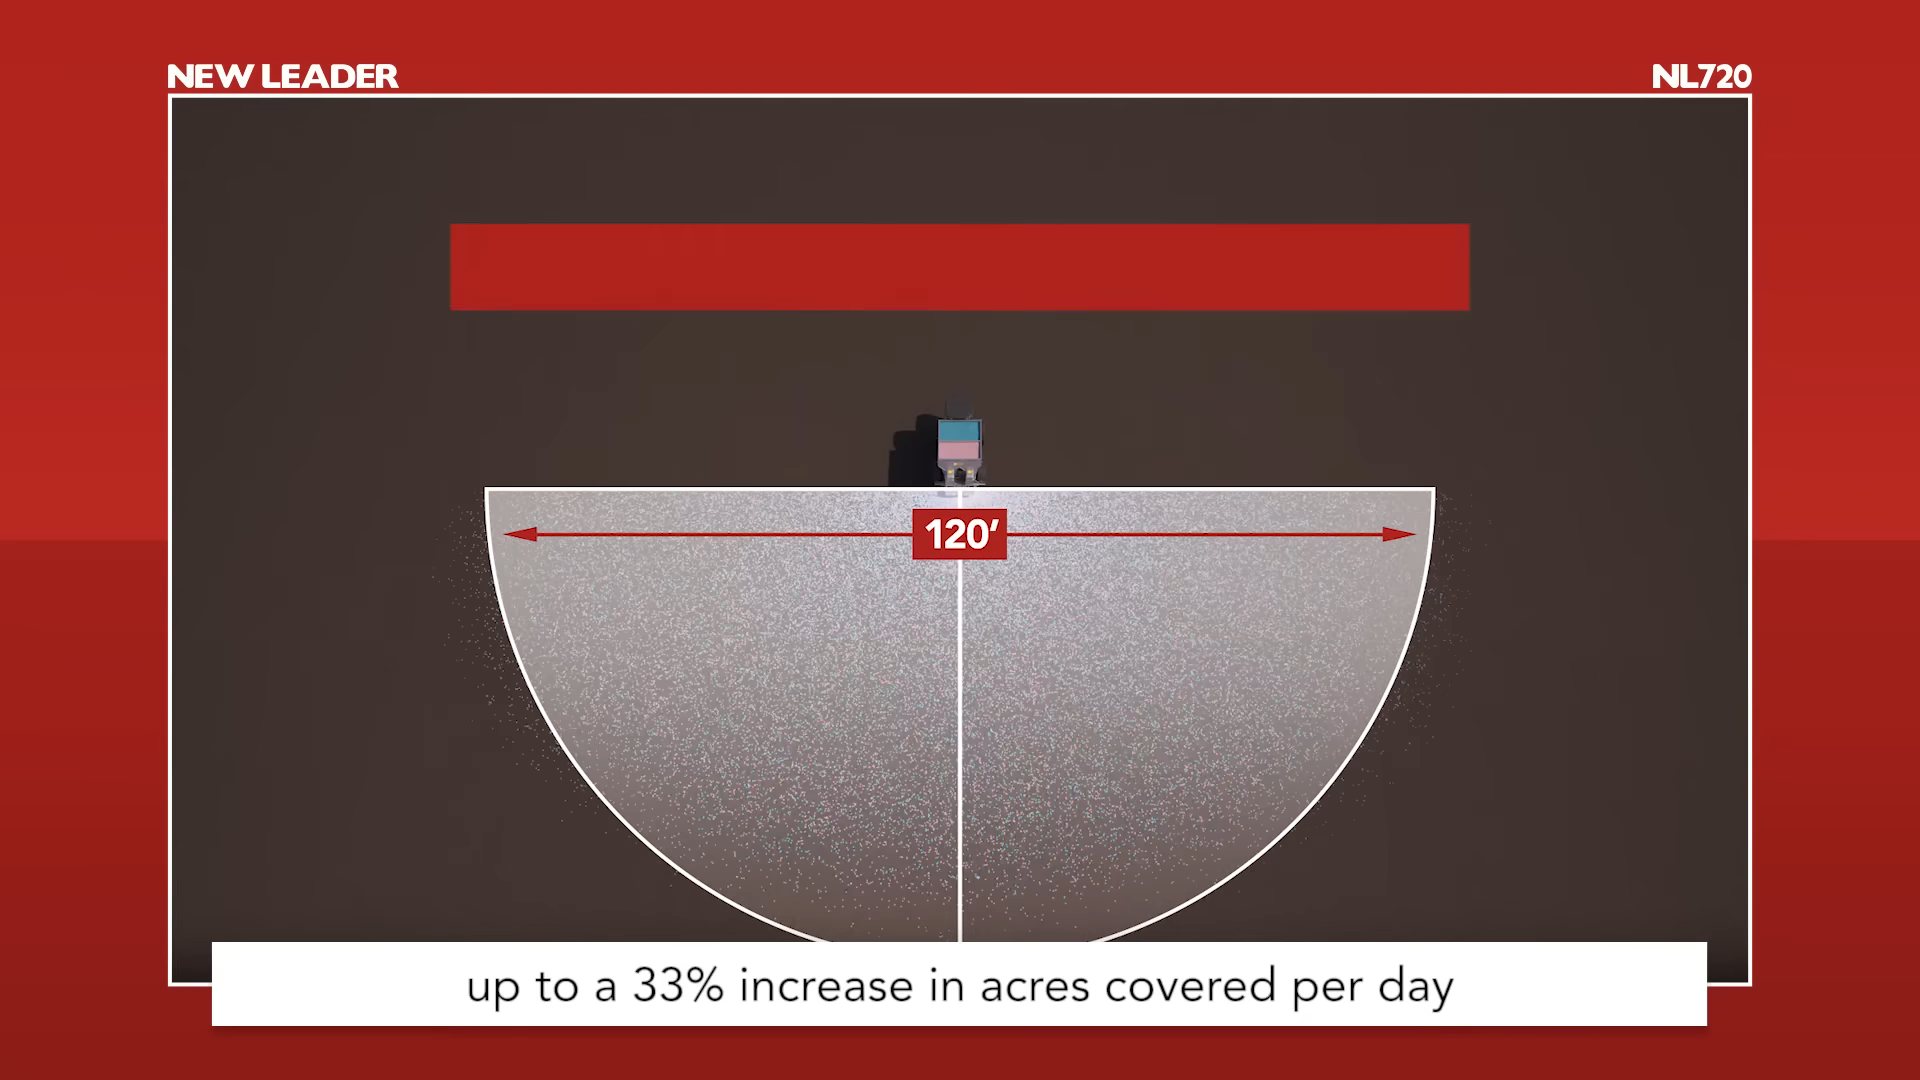 NEW LEADER
NL720
120′
up to a 33% increase in acres covered per day